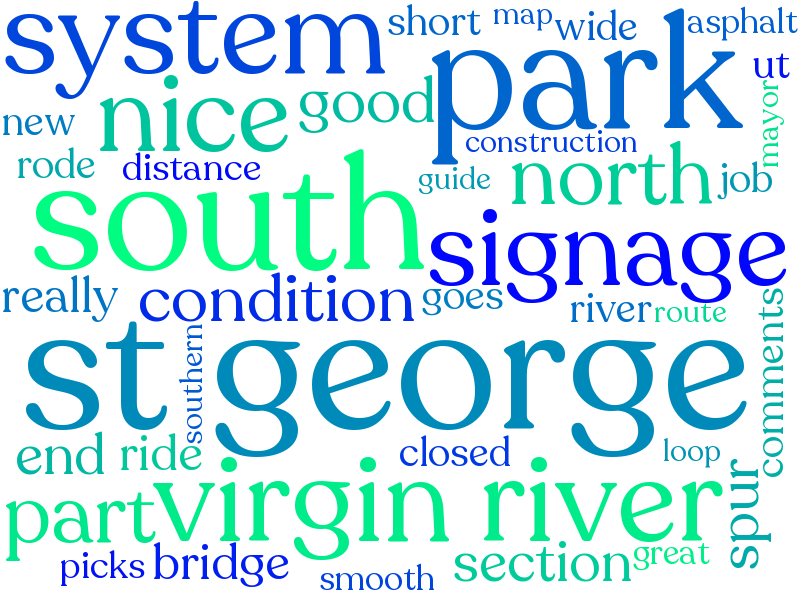 system
short
map
wide
asphalt
park
ut
new
nice
good
construction
mayor
rode
distance
guide
north
job
south
signage
really
condition
goes
river
route
southern
st george
comments
end
ride
closed
loop
part
virgin river
spur
picks
bridge
smooth
section
great